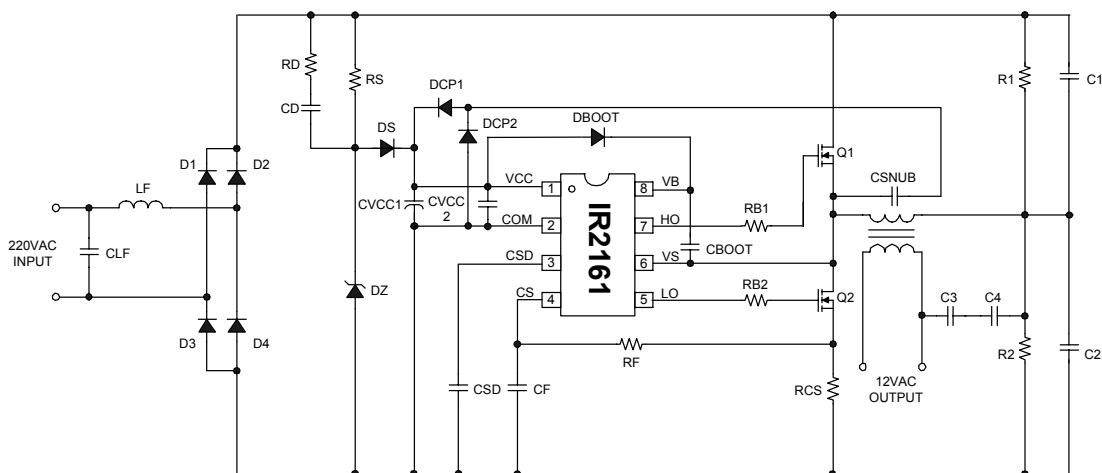 RD
RS
CD
DCP1
DCP2
DS
DBOOT
R1
C1
D1
D2
LF
220VAC
INPUT
CLF
D3
D4
CVCC1
CVCC
2
VCC
COM
CSD
CS
1
2
3
4
IR2161
8
7
6
5
VB
HO
VS
LO
CBOOT
RB1
RB2
Q1
CSNUB
Q2
DZ
CSD
CF
RF
RCS
12VAC
OUTPUT
C3
C4
R2
C2